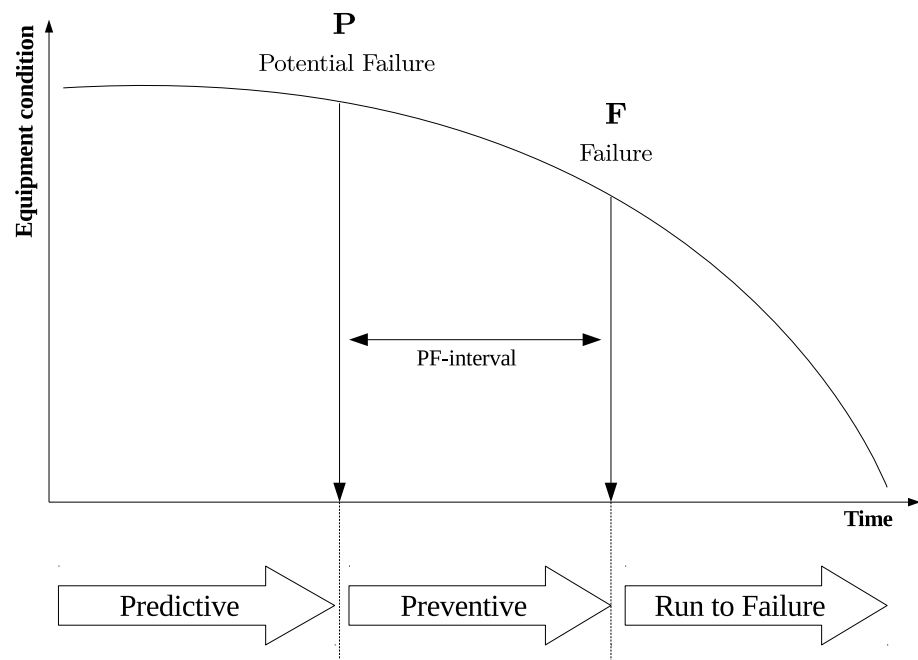 P
Potential Failure
F
Failure
Equipment condition
PF-interval
Time
Predictive
Preventive
Run to Failure